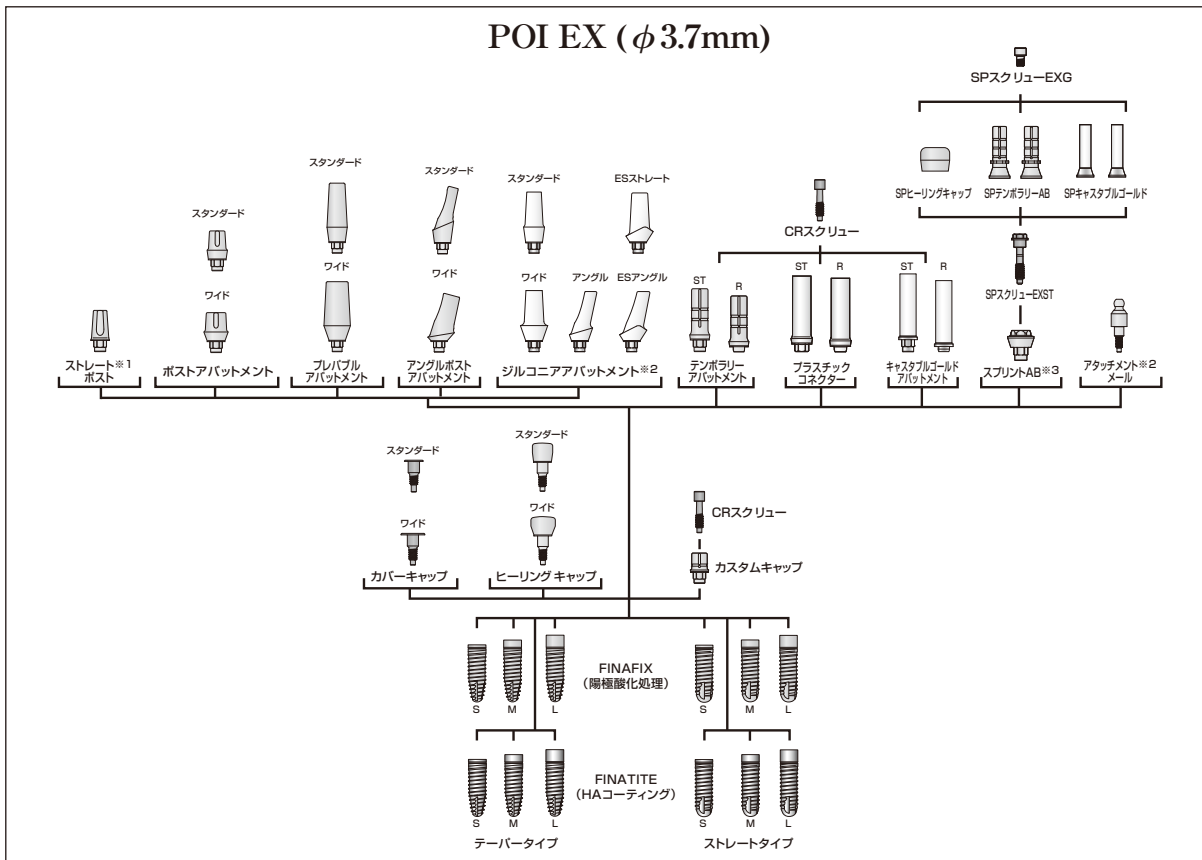 POI EX (φ3.7mm)
SPスクリューEXG
SPヒーリングキャップ
SPテンポラリーAB
SPキャスタブルゴールド
スタンダード
スタンダード
スタンダード
スタンダード
ESストレート
CRスクリュー
SPスクリューEXST
ワイド
ワイド
ワイド
ワイド
アングル
ESアングル
ST
R
ST
R
ST
R
ストレート※1
ポスト
ポストアバットメント
プレパブル
アバットメント
アングルポスト
アバットメント
ジルコニアアバットメント※2
テンポラリー
アバットメント
プラスチック
コネクター
キャスタブルゴールド
アバットメント
スプリントAB※3
アタッチメント※2
メール
スタンダード
スタンダード
ワイド
ワイド
CRスクリュー
カバーキャップ
ヒーリングキャップ
カスタムキャップ
FINAFIX
（陽極酸化処理）
S
M
L
S
M
L
FINATITE
（HAコーティング）
S
M
L
S
M
L
テーパータイプ
ストレートタイプ